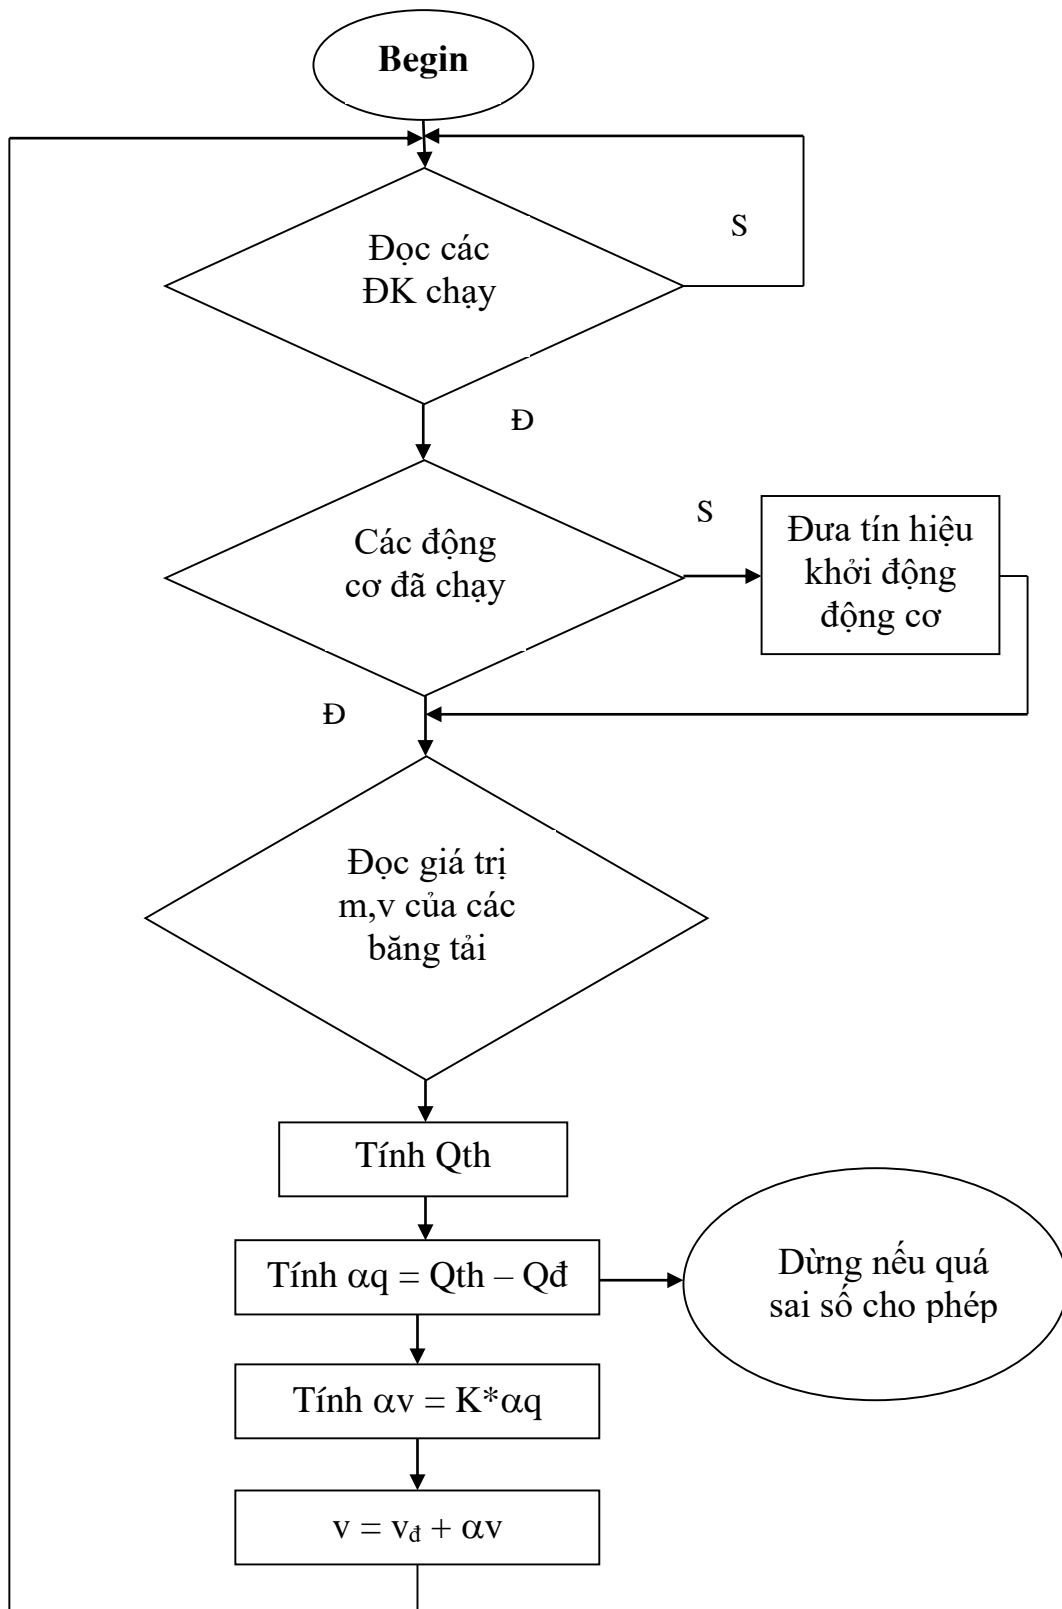 Begin
S
Đọc các
ĐK chạy
Đ
Các động
cơ đã chạy
S
Đưa tín hiệu
khởi động
động cơ
Đ
Đọc giá trị
m,v của các
băng tải
Tính Qth
Tính αq = Qth – Qđ
Dừng nếu quá
sai số cho phép
Tính αv = K*αq
v = vđ + αv